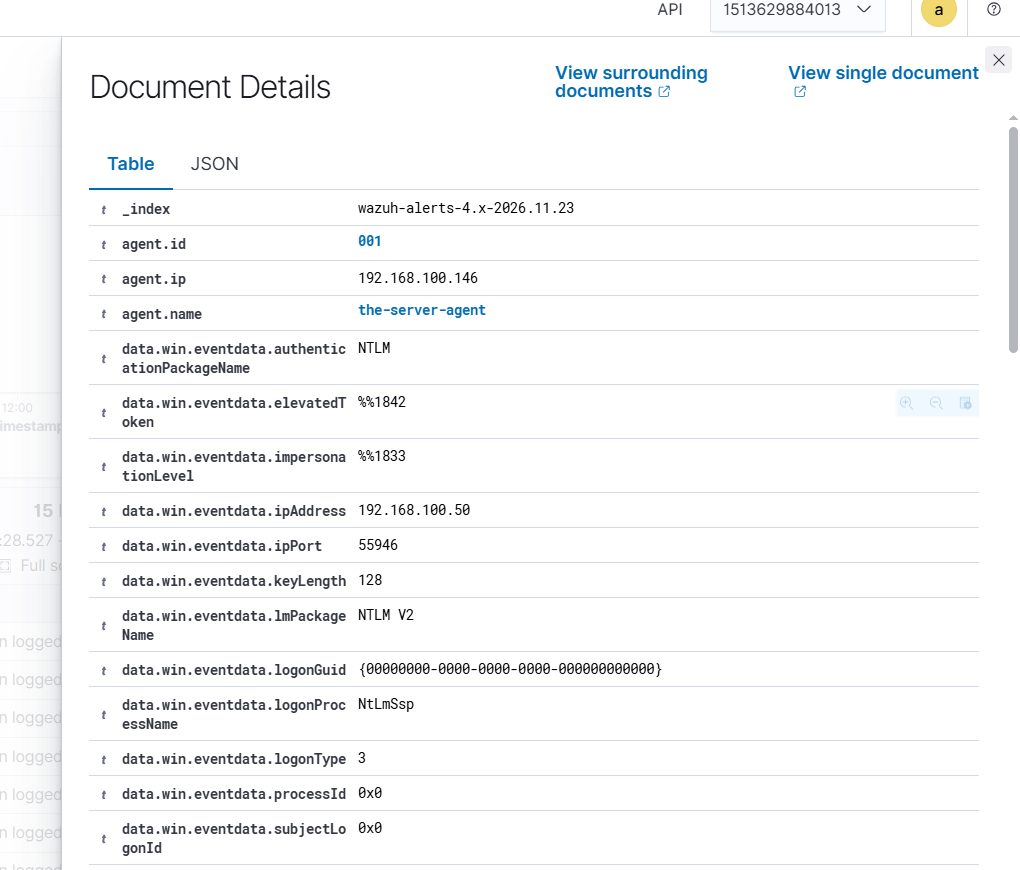 API
1513629884013
a
Document Details
View surrounding
documents
View single document
Table
JSON
t _index wazuh-alerts-4.x-2026.11.23
t agent.id 001
t agent.ip 192.168.100.146
t agent.name the-server-agent
t data.win.eventdata.authentic NTLM
ationPackageName
t data.win.eventdata.elevatedT %%1842
oken
t data.win.eventdata.impersona %%1833
tionLevel
t data.win.eventdata.ipAddress 192.168.100.50
t data.win.eventdata.ipPort 55946
t data.win.eventdata.keyLength 128
t data.win.eventdata.lmPackage NTLM V2
Name
t data.win.eventdata.logonGuid {00000000-0000-0000-0000-000000000000}
t data.win.eventdata.logonProc NtLmSsp
essName
t data.win.eventdata.logonType 3
t data.win.eventdata.processId 0x0
t data.win.eventdata.subjectLo 0x0
gonId
12:00
imestamp
15
:28.527 -
Full s
n logged
n logged
n logged
n logged
n logged
n logged